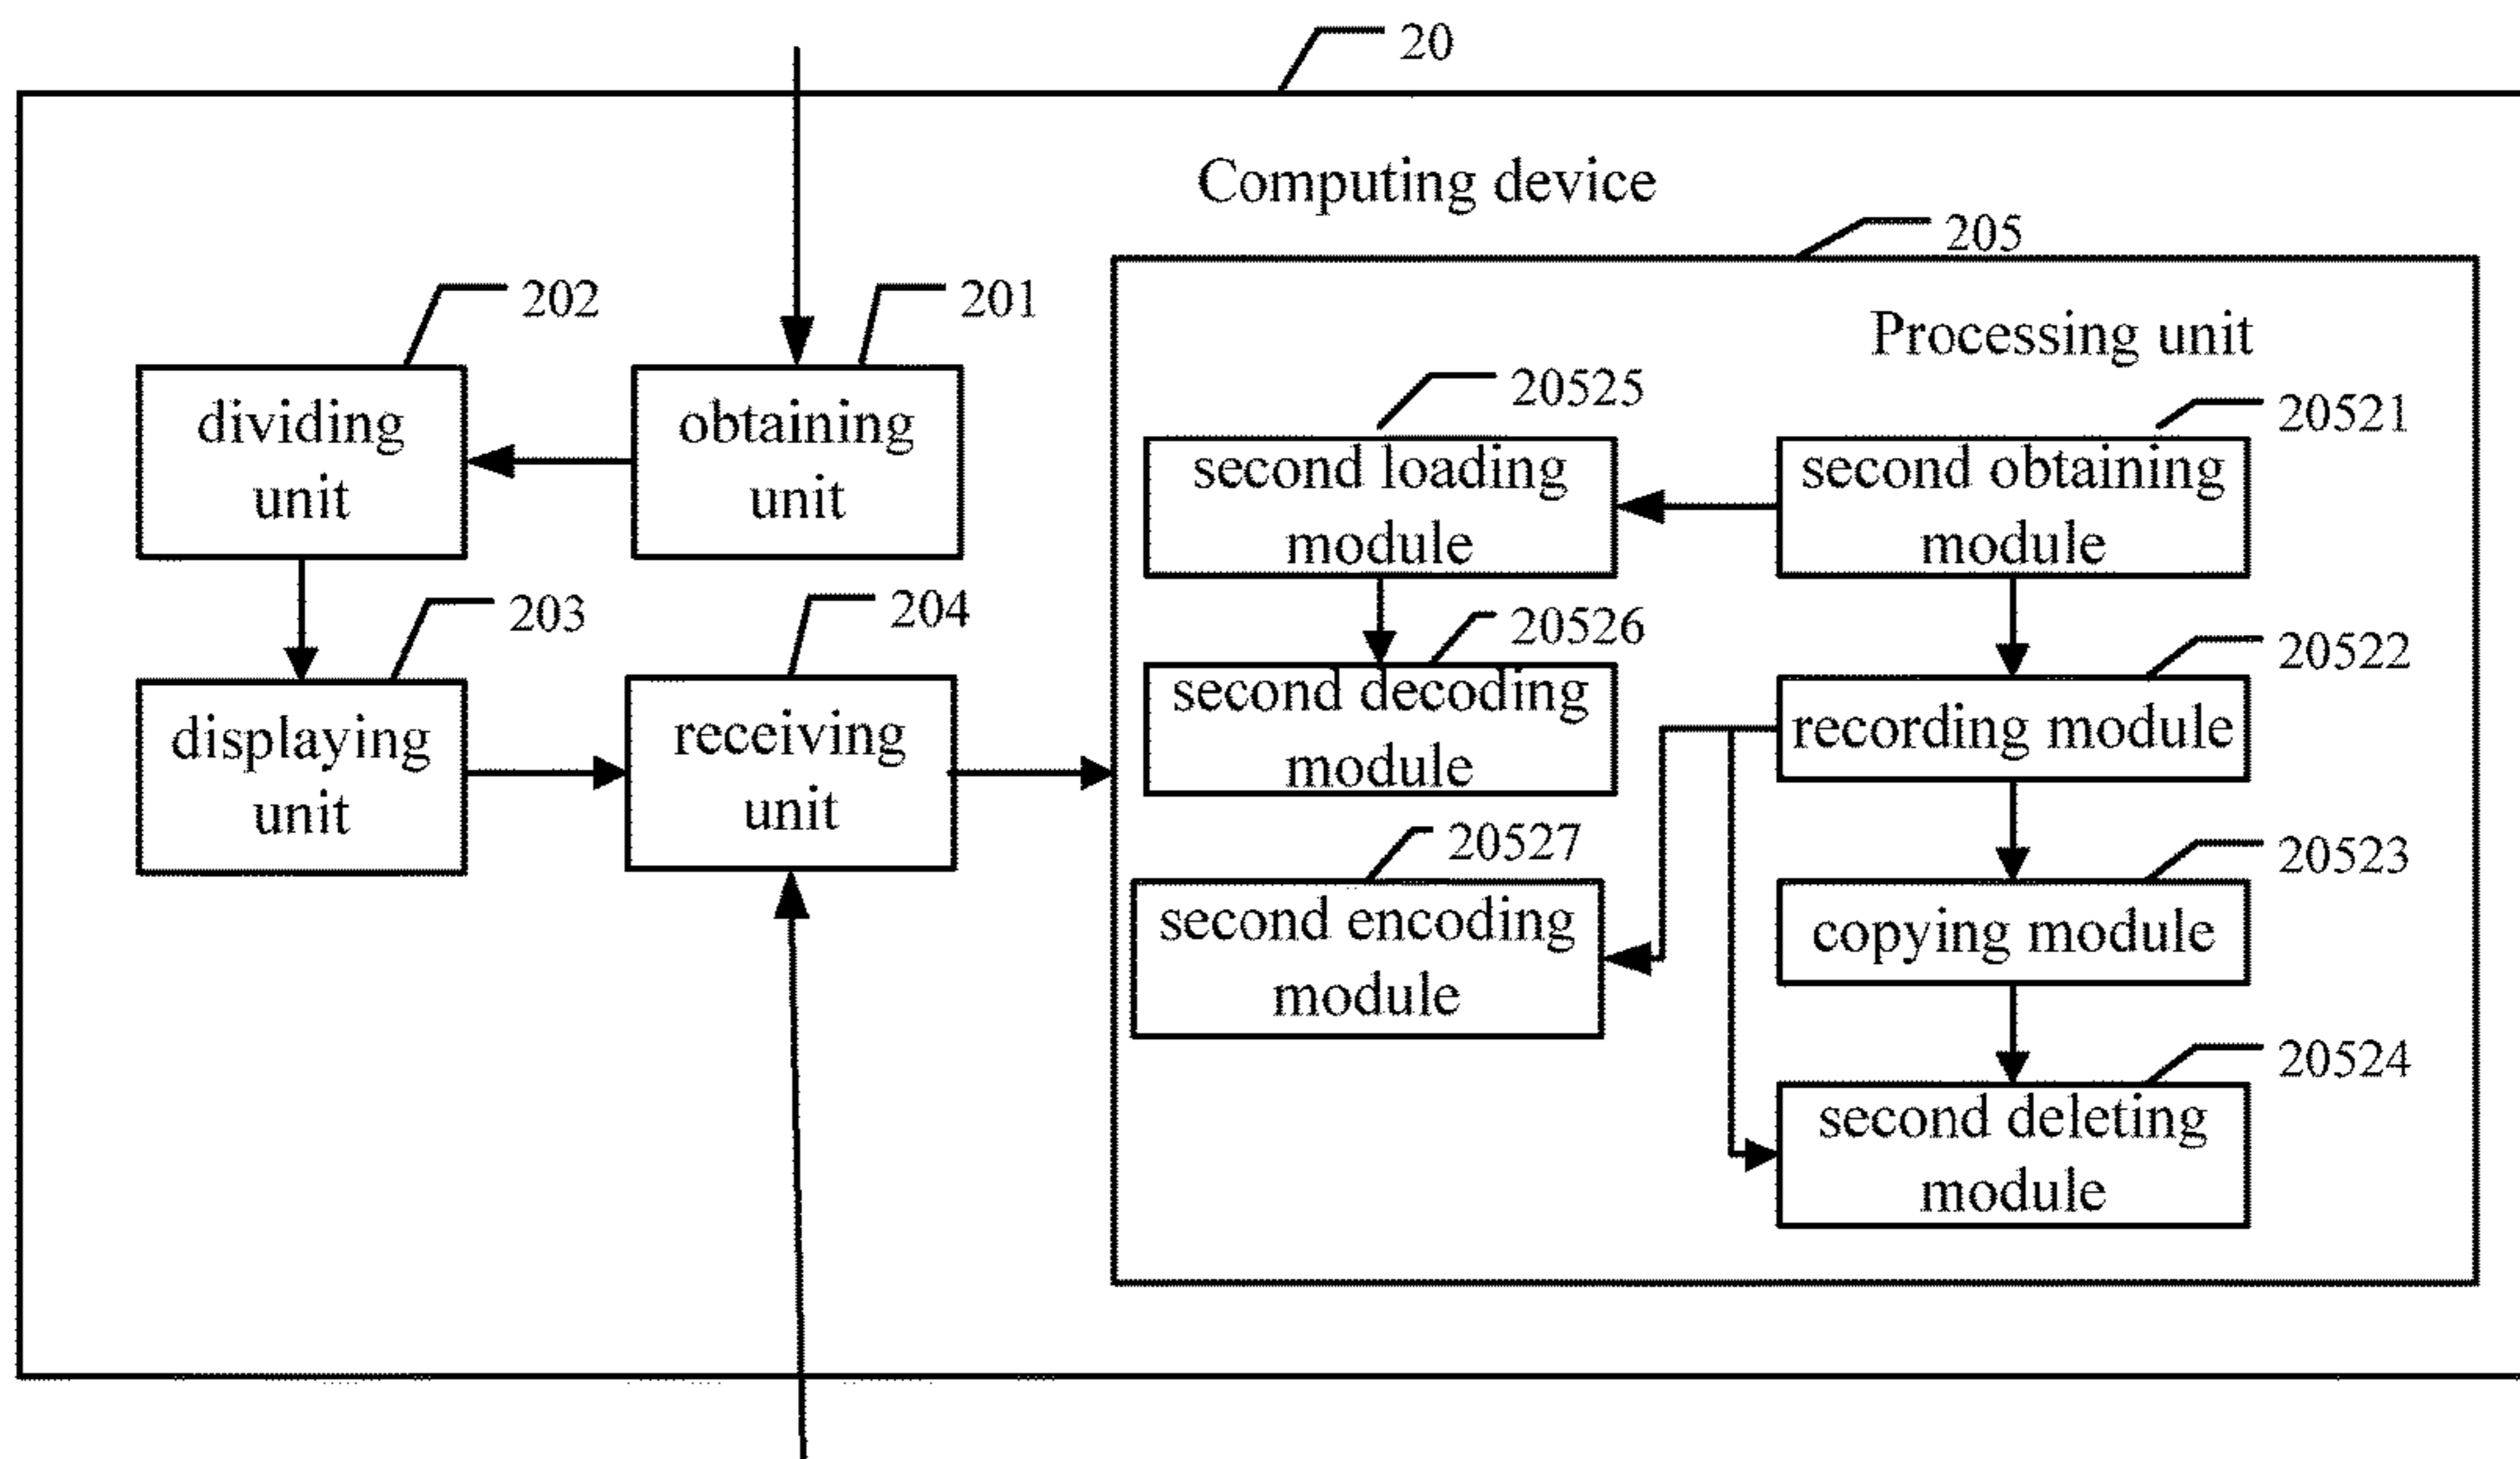 20
Computing device
205
Processing unit
202
201
dividing
unit
obtaining
unit
203
204
displaying
unit
receiving
unit
20525
20521
second loading
module
second obtaining
module
20526
20522
second decoding
module
recording module
20527
20523
second encoding
module
copying module
20524
second deleting
module